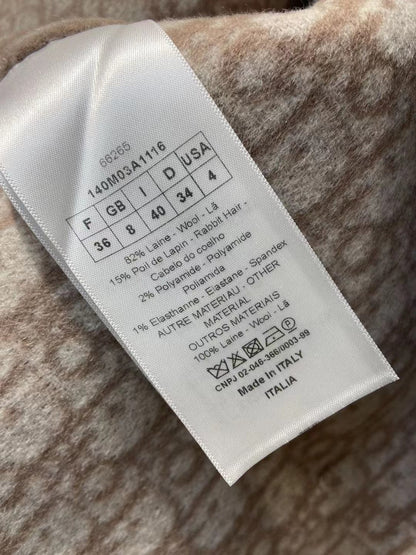 66265
140M03A1116
F GB I D USA
36 8 40 34 4
82% Laine - Wool - Lã
15% Poil de Lapin - Rabbit Hair -
Cabelo do coelho
2% Polyamide - Polyamide
Poliamida
1% Elasthanne - Elastane - Spandex
AUTRE MATERIAU : OTHER
MATERIAL
OUTROS MATERIAIS
100% Laine - Wool - Lã
CNPJ 02-046-366/0003-99
Made in ITALY
ITALIA